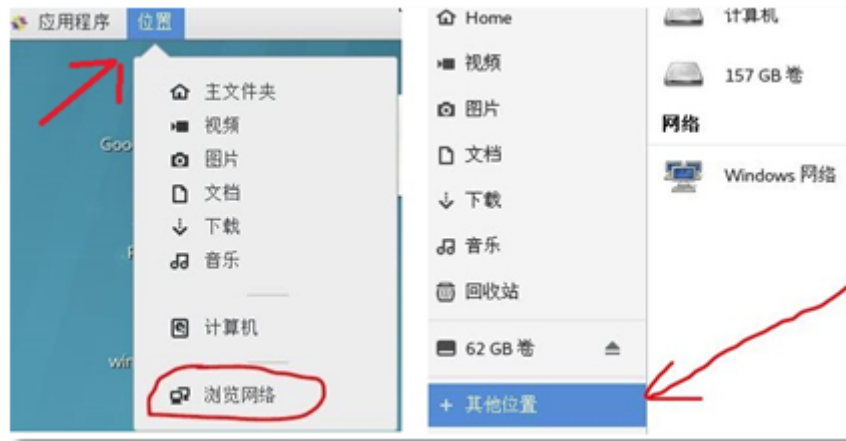 应用程序 位置
主文件夹
视频
图片
文档
下载
音乐
计算机
浏览网络
Goo
win
Home
视频
图片
文档
下载
音乐
回收站
62 GB 卷
+ 其他位置
计算机
157 GB 卷
网络
Windows 网络